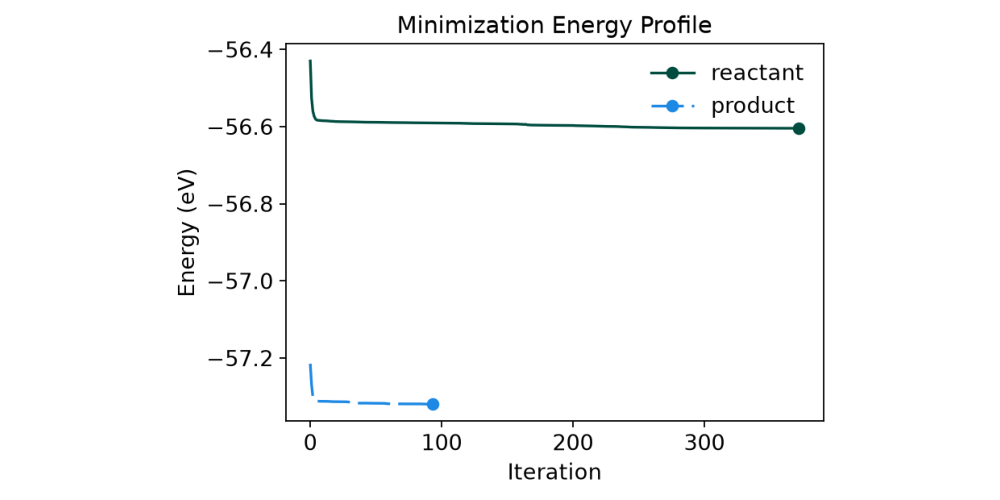 Minimization Energy Profile
Energy (eV)
−56.4
−56.6
−56.8
−57.0
−57.2
reactant
product
0
100
200
300
Iteration